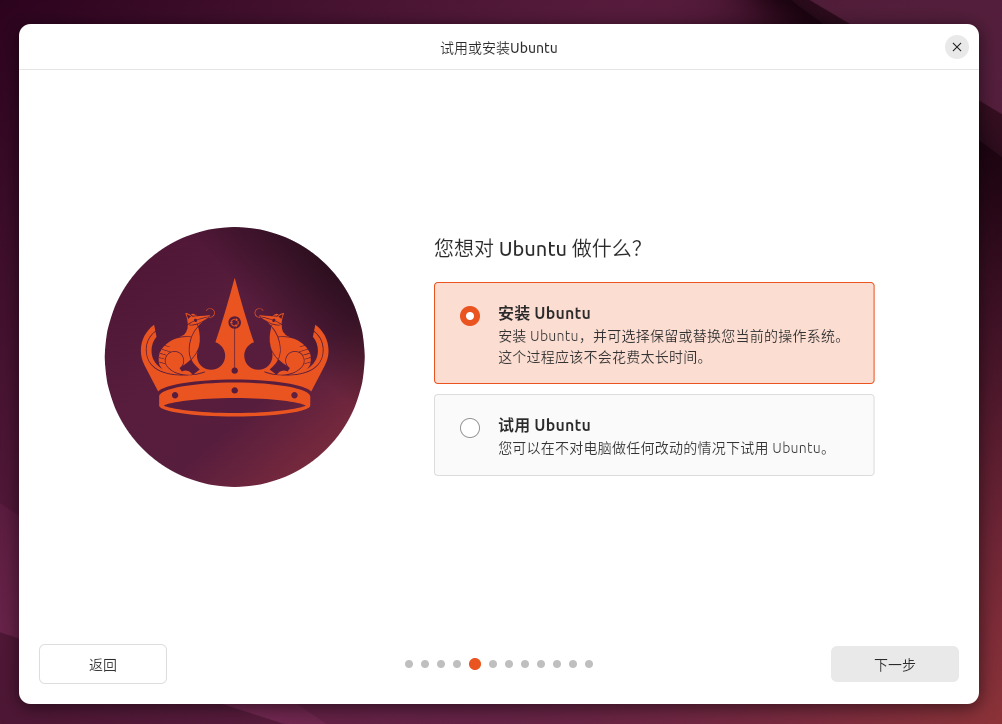 试用或安装Ubuntu
您想对 Ubuntu 做什么？
安装 Ubuntu
安装 Ubuntu，并可选择保留或替换您当前的操作系统。
这个过程应该不会花费太长时间。
试用 Ubuntu
您可以在不对电脑做任何改动的情况下试用 Ubuntu。
返回
下一步